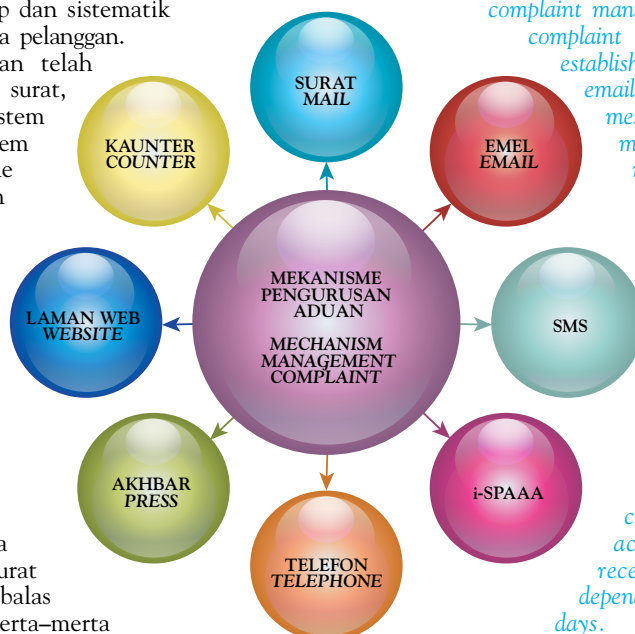 p dan sistematik
a pelanggan.
an telah
surat,
stem
em
e
complaint man
complaint
establish
email
mes
m
SURAT
MAIL
KAUNTER
COUNTER
EMEL
EMAIL
LAMAN WEB
WEBSITE
MEKANISME
PENGURUSAN
ADUAN
MECHANISM
MANAGEMENT
COMPLAINT
SMS
AKHBAR
PRESS
i-SPAAA
TELEFON
TELEPHONE
a
urat
balas
erta–merta
c
ac
rece
depen
days.